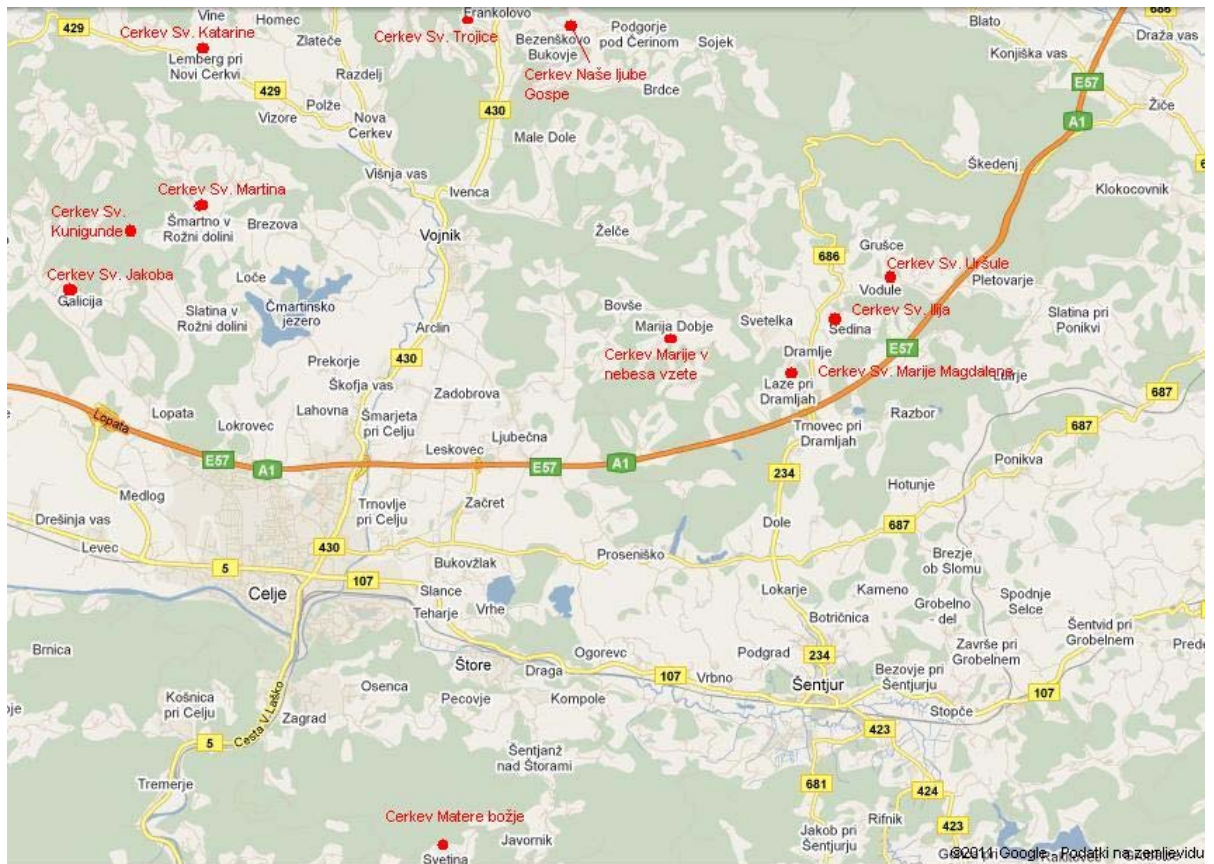 429
Vine
Homec
Frankolovo
Podgorje
pod Čerinom
Blato
686
Cerkev Sv. Katarine
Zlateče
Cerkev Sv. Trojice
Bezenškovo
Bukovje
Sojek
Konjiška vas
Draža vas
Lemberg pri
Novi Cerkvi
Razdelj
Cerkev Naše ljube
Gospe
Brdce
E57
429
Polže
Vizore
Nova
Cerkev
430
Male Dole
A1
Žiče
Višnja vas
Ivenca
Škedenj
Klokocovnik
Cerkev Sv. Martina
Cerkev Sv.
Kunigunde
Šmartno v
Rožni dolini
Brezova
Vojnik
Želče
Grušce
686
Cerkev Sv. Uršule
Cerkev Sv. Jakoba
Loče
Vodule
Pletovarje
Galicija
Čmartinsko
jezero
Slatina v
Rožni dolini
Bovše
Marija Dobje
Svetelka
Cerkev Sv. Ilija
Sedina
Slatina pri
Ponikvi
Arclin
430
Prekorje
Cerkev Marije v
nebesa vzete
Dramlje
E57
Cerkev Sv. Marije Magdalene
Škofja vas
Zadobrova
Laze pri
Dramljah
687
Lopata
Lopata
Lahovna
Lokrovec
Šmarjeta
pri Celju
Ljubečna
Leskovec
Razbor
Trnovec pri
Dramljah
687
E57
A1
E57
A1
234
Ponikva
Hotunje
Medlog
Trnovlje
pri Celju
Začret
Drešinja vas
Levec
430
Dole
687
Proseniško
5
107
Bukovžlak
Brezje
ob Slomu
Celje
Slance
Teharje
Vrhe
Lokarje
Kameno
Spodnje
Selce
Botričnica
Grobelno-
del
Šentvid pri
Grobelnem
Brnica
Štore
Ogorevc
Podgrad
234
Završe pri
Grobelnem
Prede
Draga
107
Vrbno
Bezovje pri
Šentjurju
Šentjur
107
Košnica
pri Celju
Osenca
Pecovje
Kompole
Stopče
Zagrad
423
5
Cesta V Laško
Šentjanž
nad Štorami
Tremerje
681
424
Cerkev Matere božje
Javornik
Svetina
Jakob pri
Šentjurju
Rifnik
423
©2011 Google - Podatki na zemljevidu